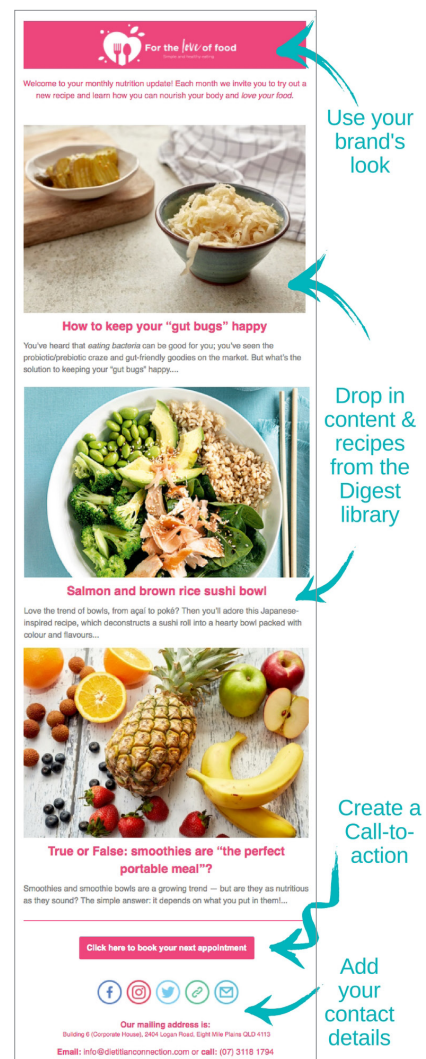 For the love of food
Simple and healthy eating
Welcome to your monthly nutrition update! Each month we invite you to try out a
new recipe and learn how you can nourish your body and love your food.
Use your
brand's
look
How to keep your “gut bugs” happy
You've heard that eating bacteria can be good for you; you've seen the
probiotic/prebiotic craze and gut-friendly goodies on the market. But what's the
solution to keeping your “gut bugs” happy....
Drop in
content &
recipes
from the
Digest
library
Salmon and brown rice sushi bowl
Love the trend of bowls, from açaí to poké? Then you'll adore this Japanese-
inspired recipe, which deconstructs a sushi roll into a hearty bowl packed with
colour and flavours...
True or False: smoothies are “the perfect
portable meal”?
Smoothies and smoothie bowls are a growing trend — but are they as nutritious
as they sound? The simple answer: it depends on what you put in them!...
Create a
Call-to-
action
Click here to book your next appointment
Add
your
contact
details
Our mailing address is:
Building 6 (Corporate House), 2404 Logan Road, Eight Mile Plains QLD 4113
Email: info@dietitianconnection.com or call: (07) 3118 1794